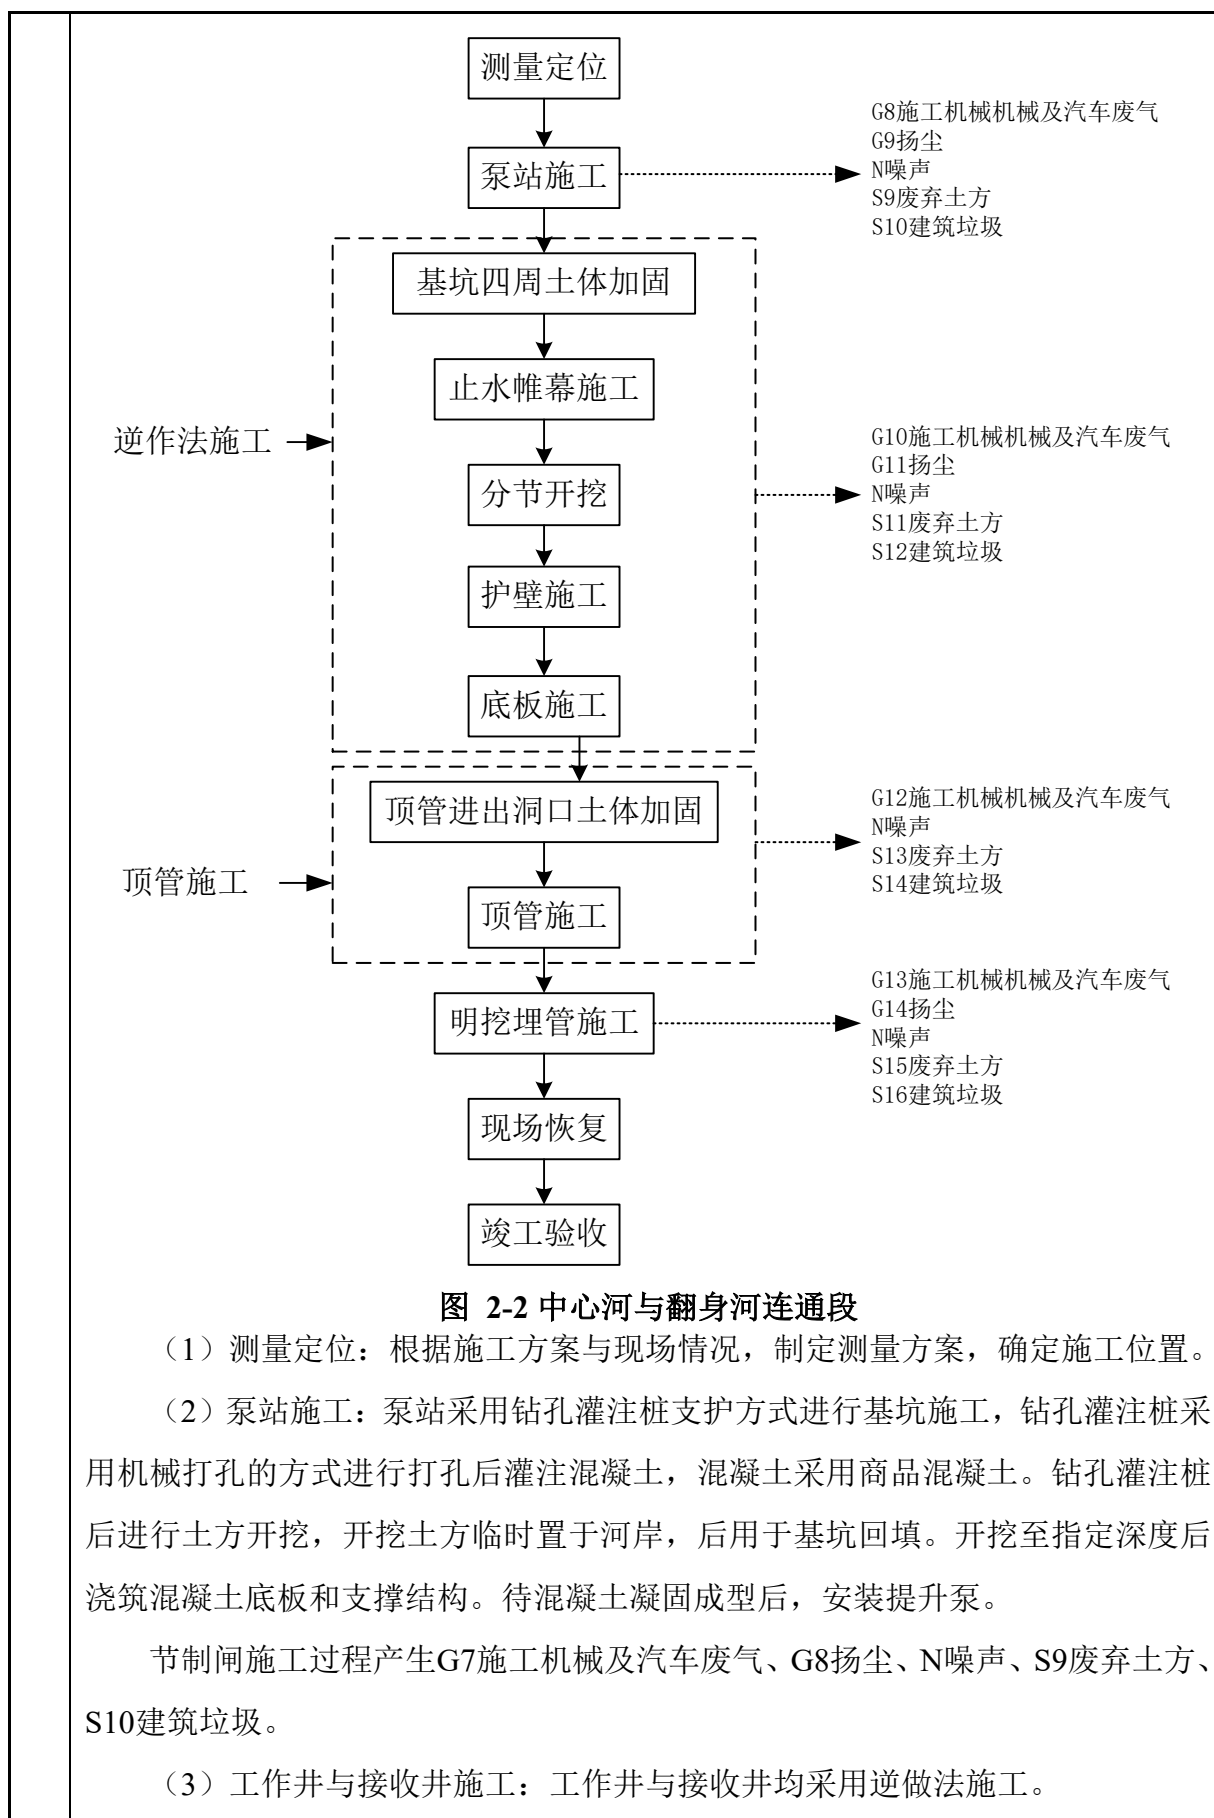 测量定位
G8施工机械机械及汽车废气
G9扬尘
N噪声
S9废弃土方
S10建筑垃圾
泵站施工
基坑四周土体加固
止水帷幕施工
逆作法施工
分节开挖
G10施工机械机械及汽车废气
G11扬尘
N噪声
S11废弃土方
S12建筑垃圾
护壁施工
底板施工
顶管进出洞口土体加固
G12施工机械机械及汽车废气
N噪声
S13废弃土方
S14建筑垃圾
顶管施工
顶管施工
明挖埋管施工
G13施工机械机械及汽车废气
G14扬尘
N噪声
S15废弃土方
S16建筑垃圾
现场恢复
竣工验收
图 2-2 中心河与翻身河连通段
（1）测量定位：根据施工方案与现场情况，制定测量方案，确定施工位置。
（2）泵站施工：泵站采用钻孔灌注桩支护方式进行基坑施工，钻孔灌注桩采
用机械打孔的方式进行打孔后灌注混凝土，混凝土采用商品混凝土。钻孔灌注桩
后进行土方开挖，开挖土方临时置于河岸，后用于基坑回填。开挖至指定深度后
浇筑混凝土底板和支撑结构。待混凝土凝固成型后，安装提升泵。
节制闸施工过程产生G7施工机械及汽车废气、G8扬尘、N噪声、S9废弃土方、
S10建筑垃圾。
（3）工作井与接收井施工：工作井与接收井均采用逆做法施工。